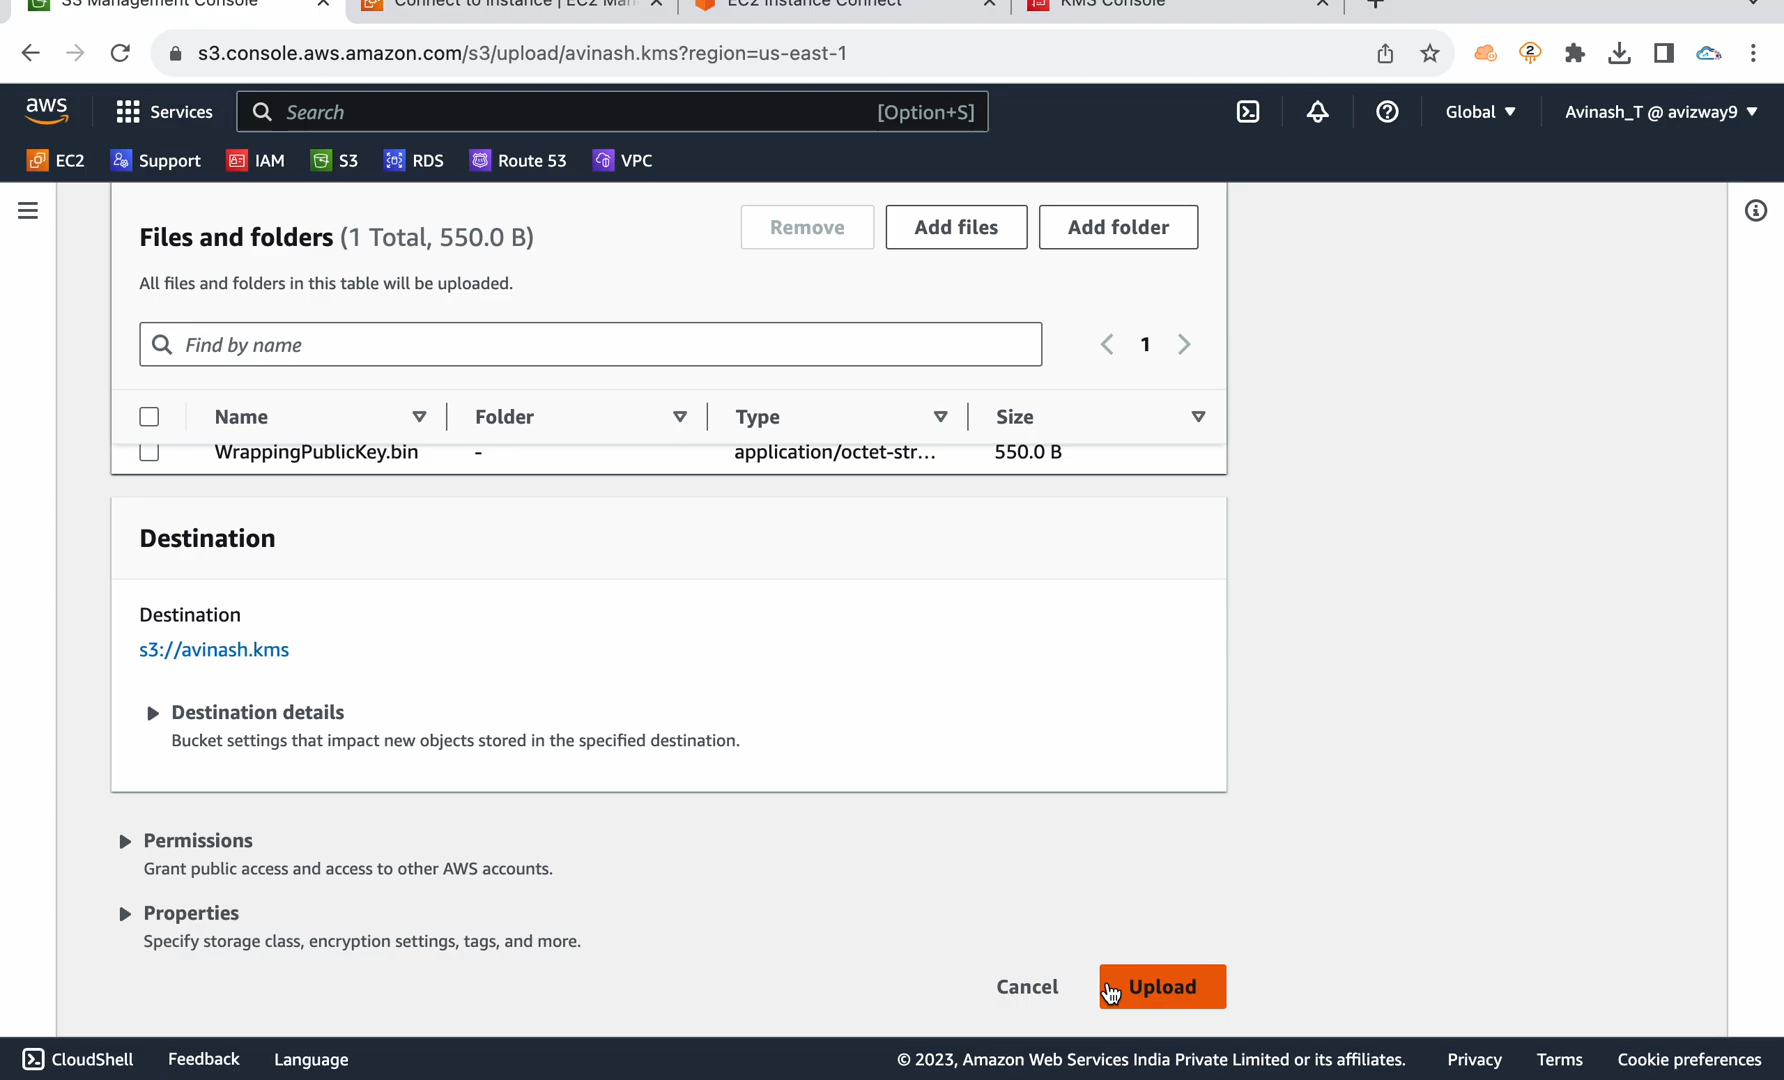 S3 Management Console
Connect to instance | EC2 Man
EC2 Instance Connect
KMS Console
s3.console.aws.amazon.com/s3/upload/avinash.kms?region=us-east-1
2
aws
Services
Search
[Option+S]
Global
Avinash_T @ avizway9
EC2
Support
IAM
S3
RDS
Route 53
VPC
Files and folders (1 Total, 550.0 B)
Remove
Add files
Add folder
All files and folders in this table will be uploaded.
Find by name
1
Name
Folder
Type
Size
WrappingPublicKey.bin
-
application/octet-str...
550.0 B
Destination
Destination
s3://avinash.kms
Destination details
Bucket settings that impact new objects stored in the specified destination.
Permissions
Grant public access and access to other AWS accounts.
Properties
Specify storage class, encryption settings, tags, and more.
Cancel
Upload
CloudShell
Feedback
Language
© 2023, Amazon Web Services India Private Limited or its affiliates.
Privacy
Terms
Cookie preferences